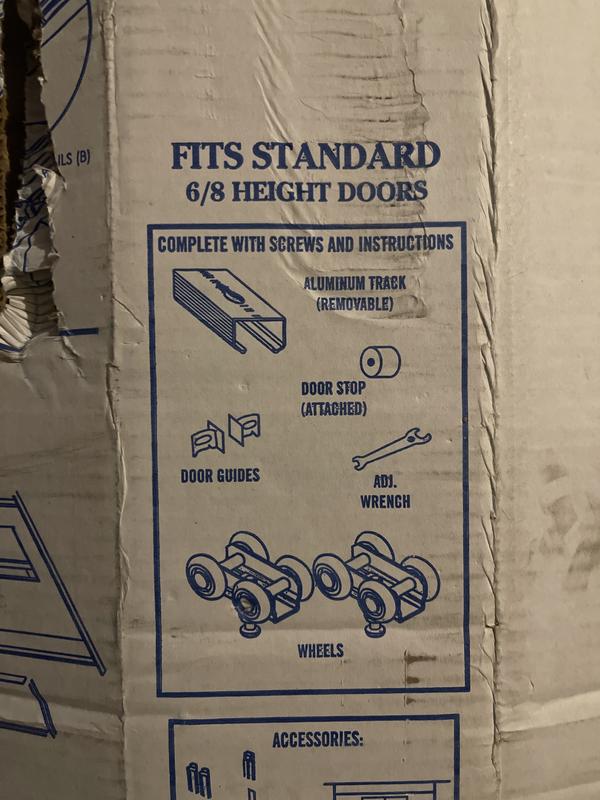 ILS (B)
FITS STANDARD
6/8 HEIGHT DOORS
COMPLETE WITH SCREWS AND INSTRUCTIONS
ALUMINUM TRACK
(REMOVABLE)
DOOR STOP
(ATTACHED)
DOOR GUIDES
ADJ.
WRENCH
WHEELS
ACCESSORIES: